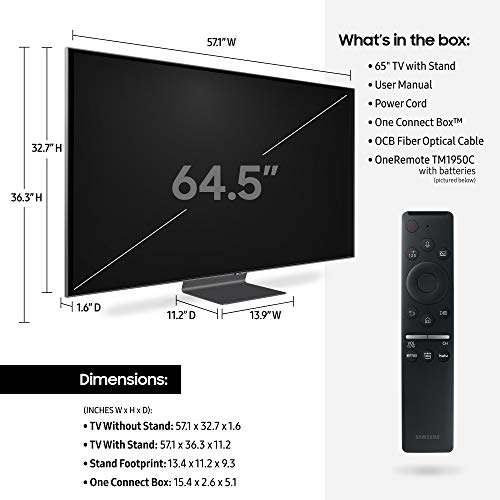 57.1" W
What's in the box:
• 65" TV with Stand
• User Manual
• Power Cord
• One Connect Box™
• OCB Fiber Optical Cable
• OneRemote TM1950C
with batteries
(pictured below)
32.7" H
36.3" H
64.5"
1.6" D
11.2" D
13.9" W
123
CH
hulu
SAMSUNG
Dimensions:
(INCHES W x H x D):
• TV Without Stand: 57.1 x 32.7 x 1.6
• TV With Stand: 57.1 x 36.3 x 11.2
• Stand Footprint: 13.4 x 11.2 x 9.3
• One Connect Box: 15.4 x 2.6 x 5.1